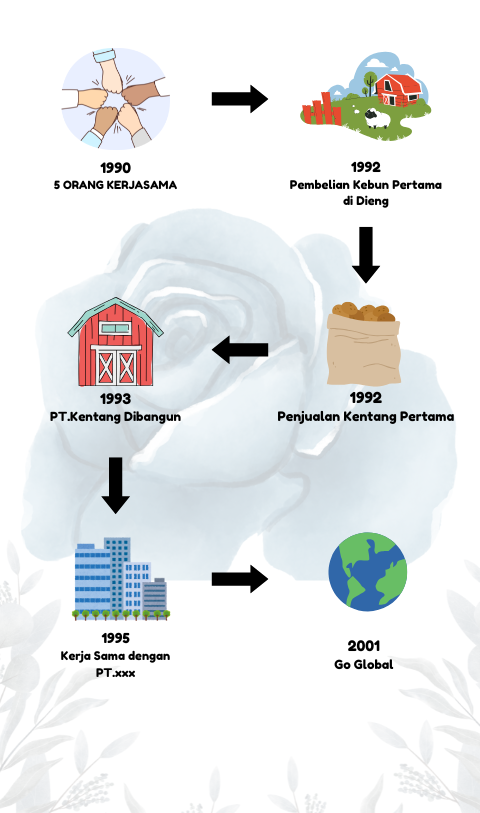 1990
5 ORANG KERJASAMA
1992
Pembelian Kebun Pertama
di Dieng
1992
Penjualan Kentang Pertama
1993
PT.Kentang Dibangun
1995
Kerja Sama dengan
PT.xxx
2001
Go Global